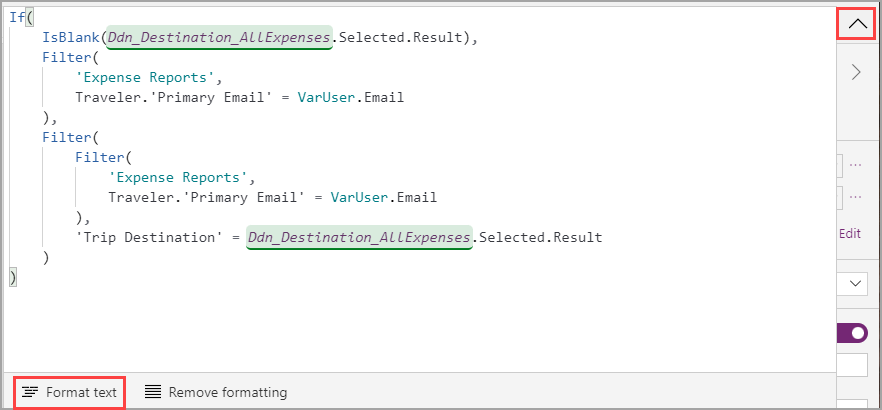 If(
    IsBlank(Ddn_Destination_AllExpenses.Selected.Result),
    Filter(
        'Expense Reports',
        Traveler.'Primary Email' = VarUser.Email
    ),
    Filter(
        Filter(
            'Expense Reports',
            Traveler.'Primary Email' = VarUser.Email
        ),
        'Trip Destination' = Ddn_Destination_AllExpenses.Selected.Result
    )
)
Edit
Format text
Remove formatting